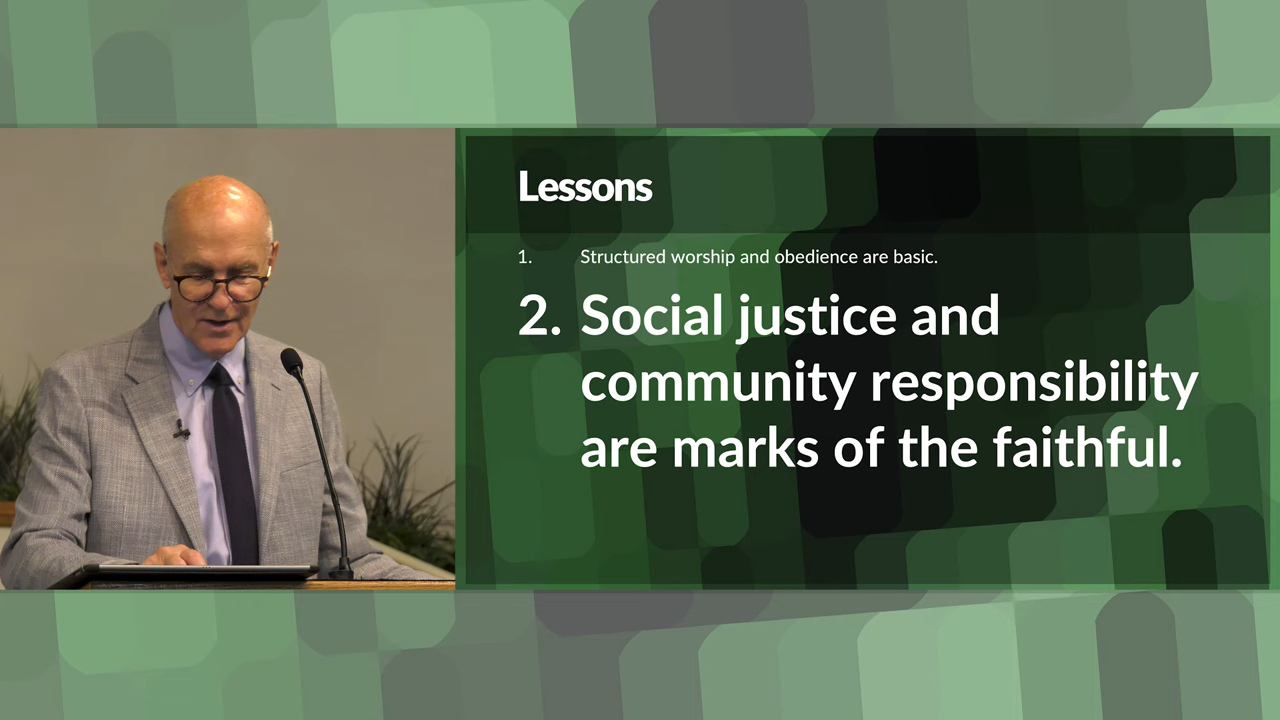 Lessons
1. Structured worship and obedience are basic.
2. Social justice and
community responsibility
are marks of the faithful.